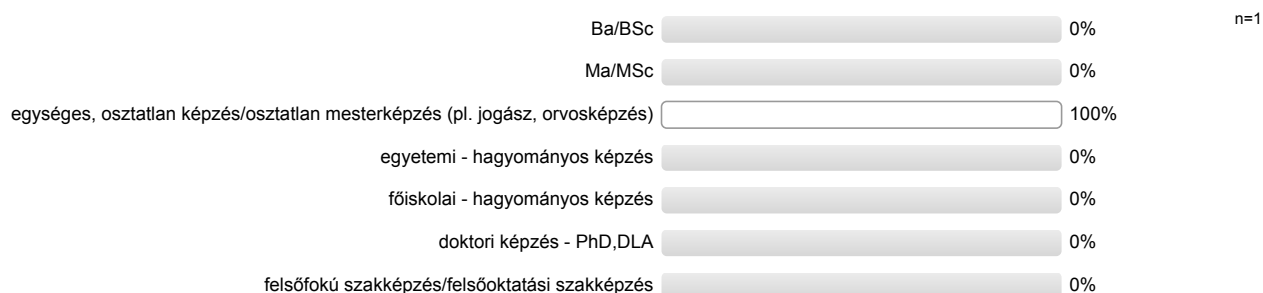 Ba/BSc 0% n=1
Ma/MSc 0%
egységes, osztatlan képzés/osztatlan mesterképzés (pl. jogász, orvosképzés) 100%
egyetemi - hagyományos képzés 0%
főiskolai - hagyományos képzés 0%
doktori képzés - PhD,DLA 0%
felsőfokú szakképzés/felsőoktatási szakképzés 0%